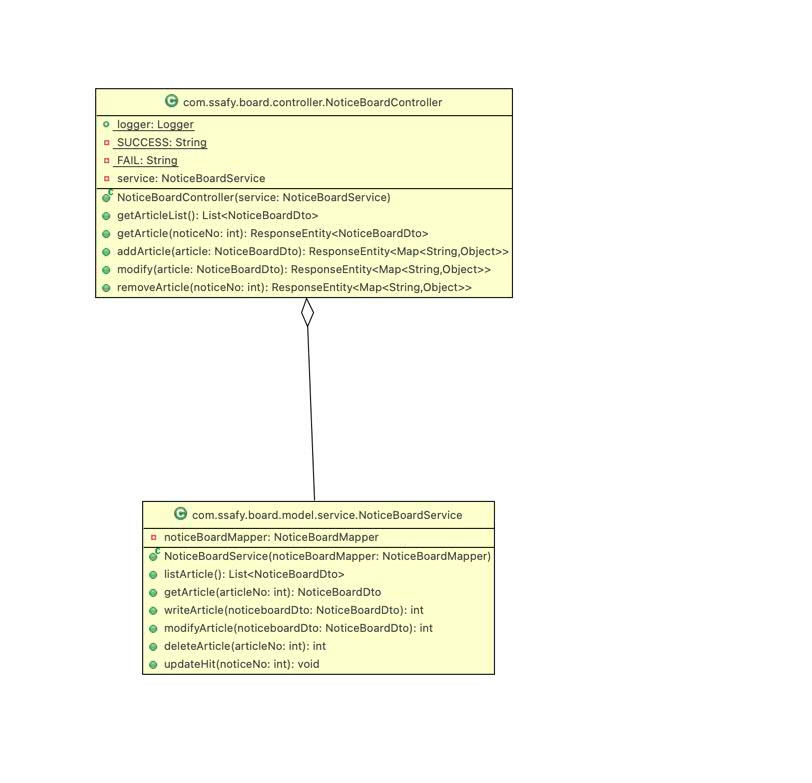 com.ssafy.board.controller.NoticeBoardController
logger: Logger
SUCCESS: String
FAIL: String
service: NoticeBoardService
NoticeBoardController(service: NoticeBoardService)
getArticleList(): List<NoticeBoardDto>
getArticle(noticeNo: int): ResponseEntity<NoticeBoardDto>
addArticle(article: NoticeBoardDto): ResponseEntity<Map<String,Object>>
modify(article: NoticeBoardDto): ResponseEntity<Map<String,Object>>
removeArticle(noticeNo: int): ResponseEntity<Map<String,Object>>
com.ssafy.board.model.service.NoticeBoardService
noticeBoardMapper: NoticeBoardMapper
NoticeBoardService(noticeBoardMapper: NoticeBoardMapper)
listArticle(): List<NoticeBoardDto>
getArticle(articleNo: int): NoticeBoardDto
writeArticle(noticeboardDto: NoticeBoardDto): int
modifyArticle(noticeboardDto: NoticeBoardDto): int
deleteArticle(articleNo: int): int
updateHit(noticeNo: int): void